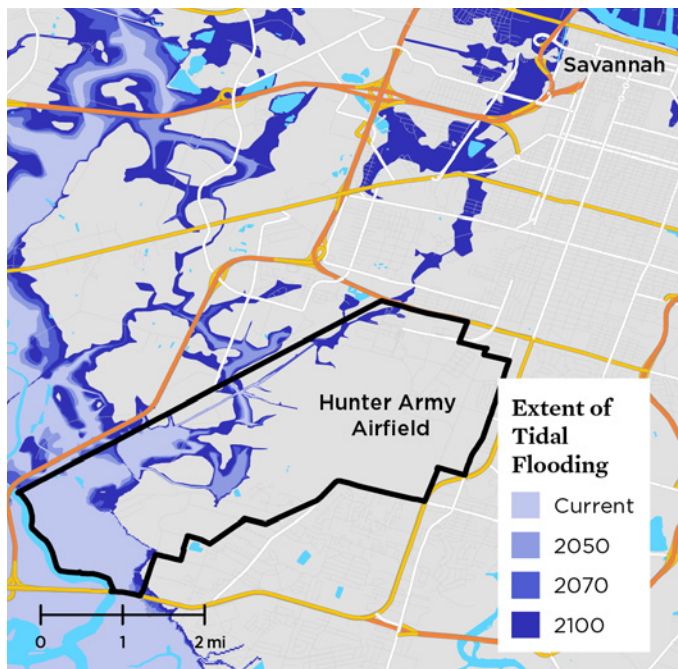 Savannah
Hunter Army
Airfield
Extent of
Tidal
Flooding
Current
2050
2070
2100
0 1 2 mi